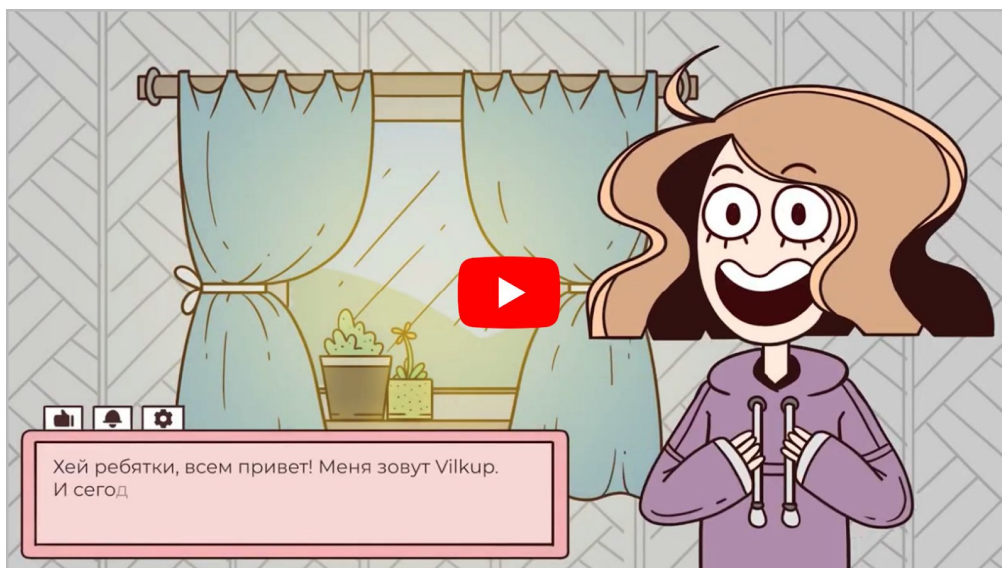 Хей ребятки, всем привет! Меня зовут Vilkup.
И сегод